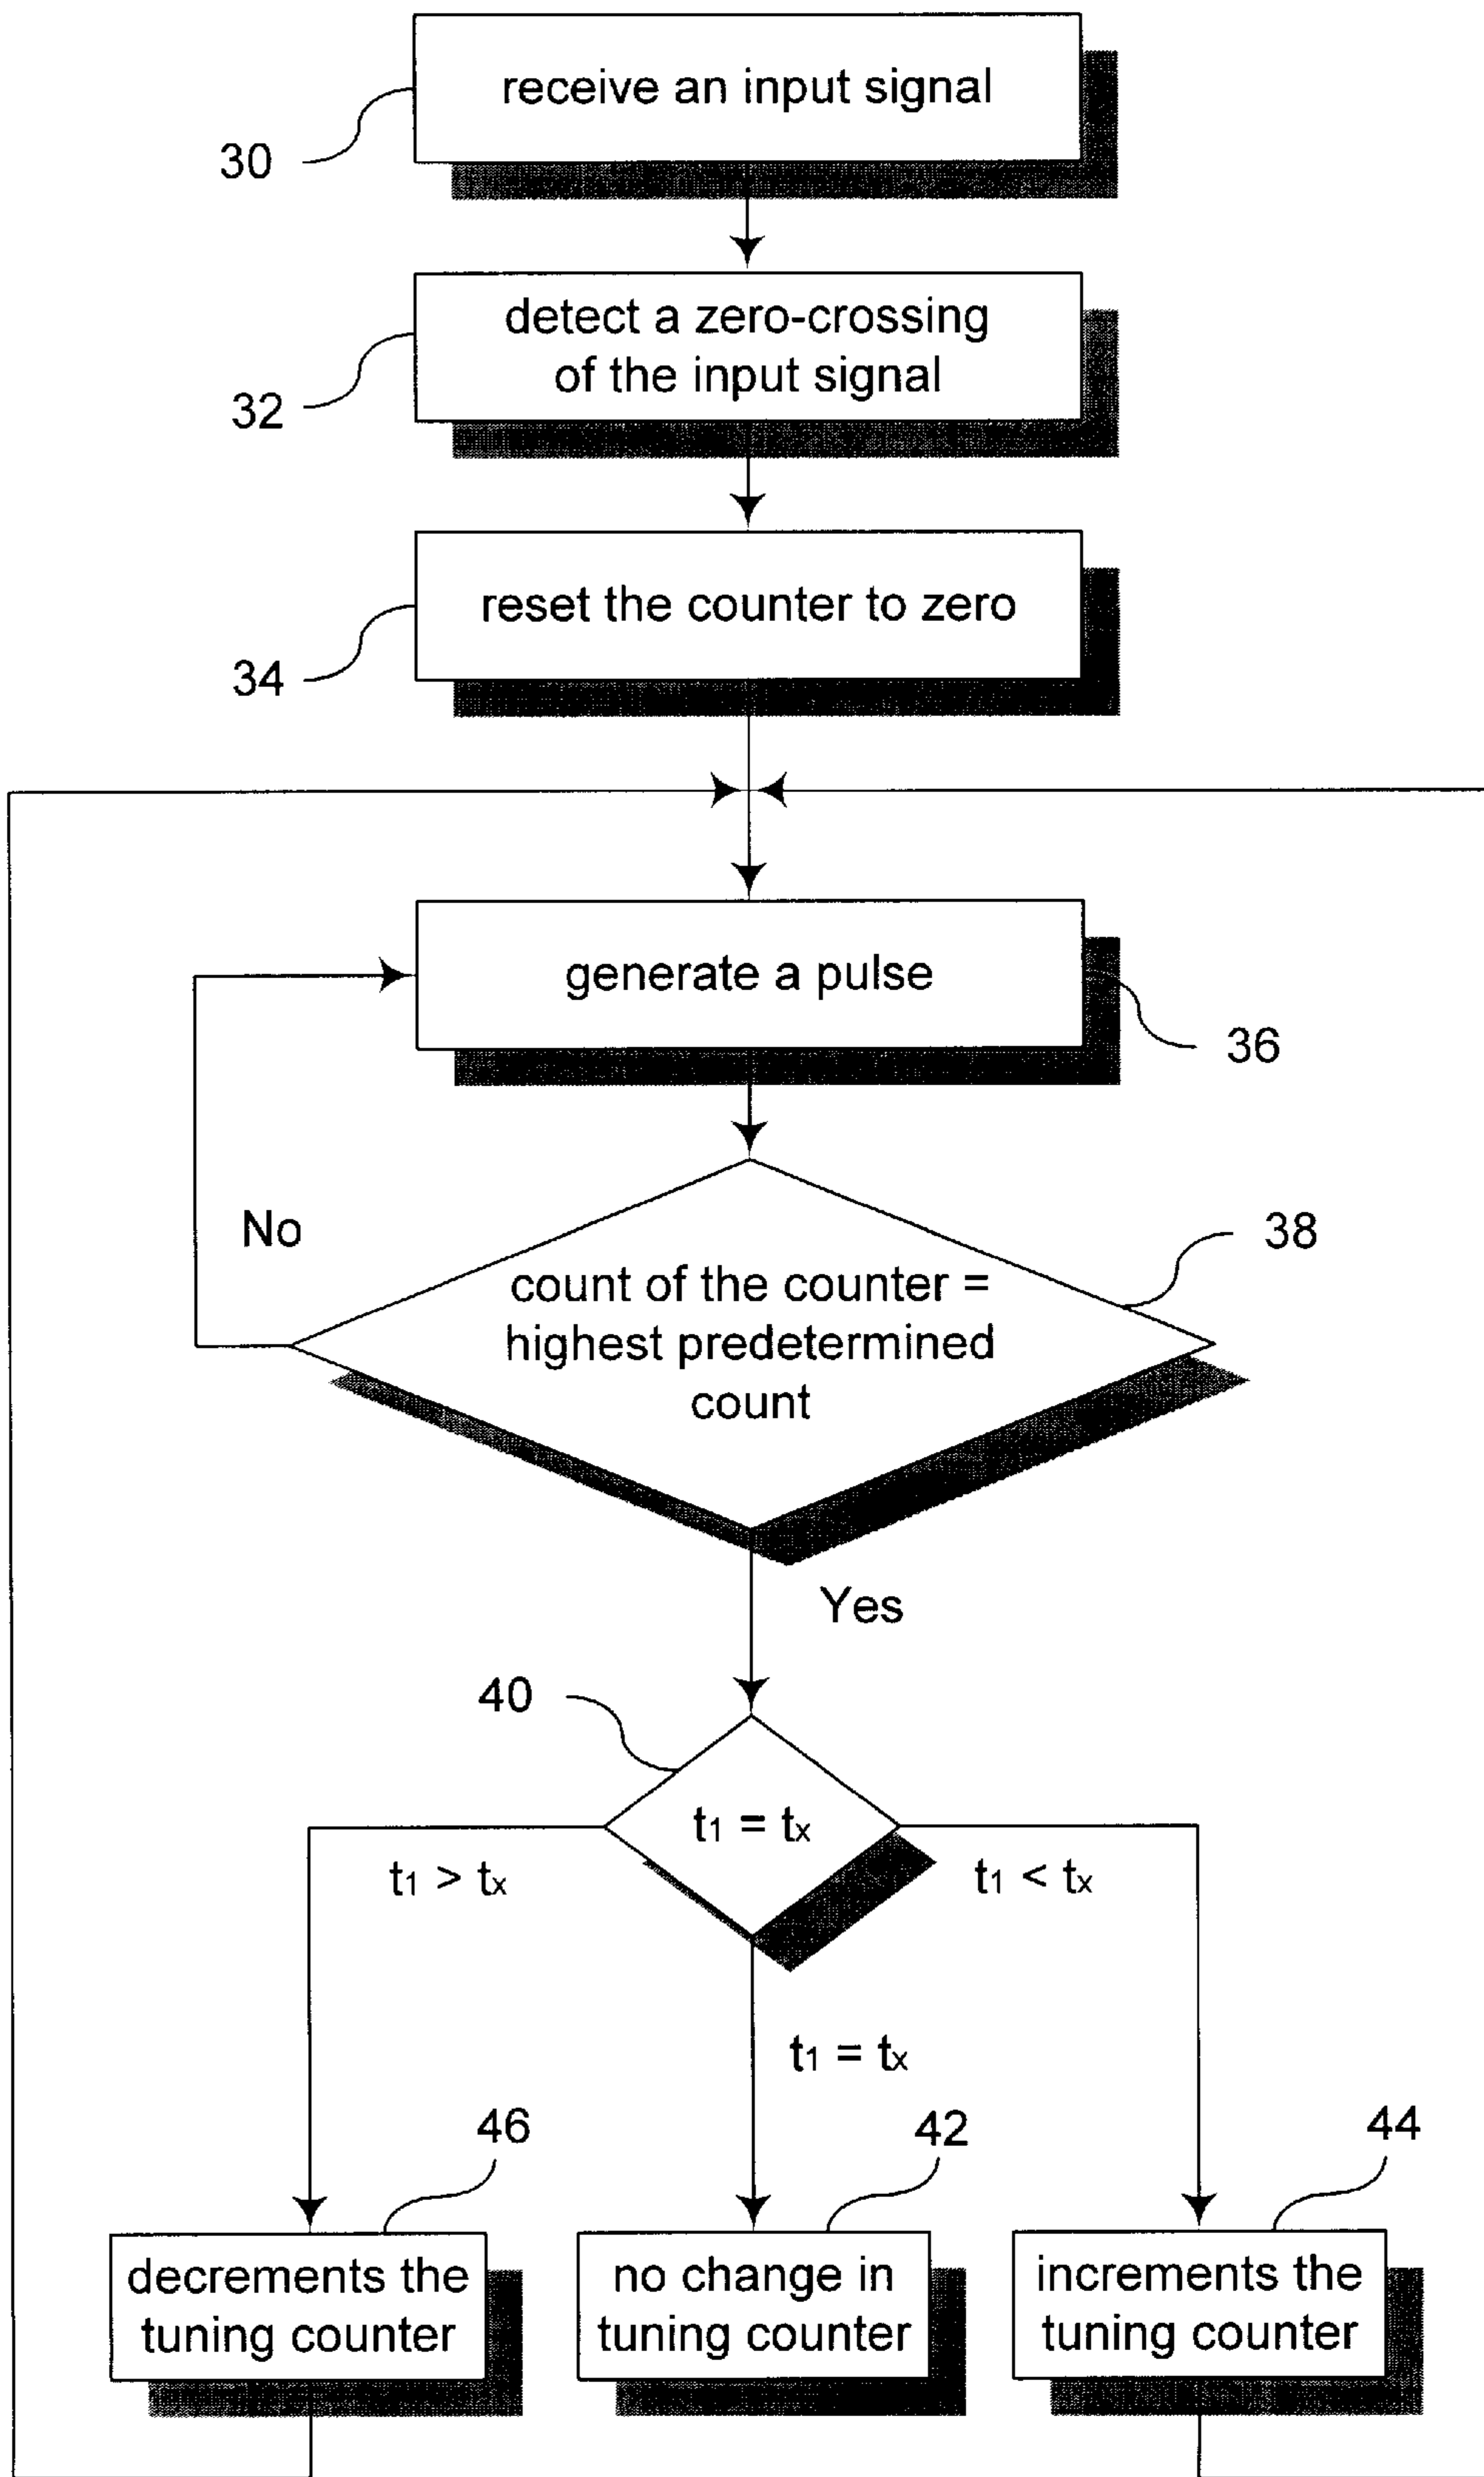 receive an input signal
30
detect a zero-crossing
of the input signal
32
reset the counter to zero
34
generate a pulse
36
No
38
count of the counter =
highest predetermined
count
Yes
40
t1 = tx
t1 > tx
t1 < tx
t1 = tx
46
42
44
decrements the
tuning counter
no change in
tuning counter
increments the
tuning counter